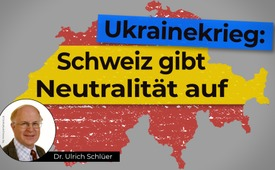 Ukrainekrieg:
Schweiz gibt
Neutralität auf
Dr. Ulrich Schlüer